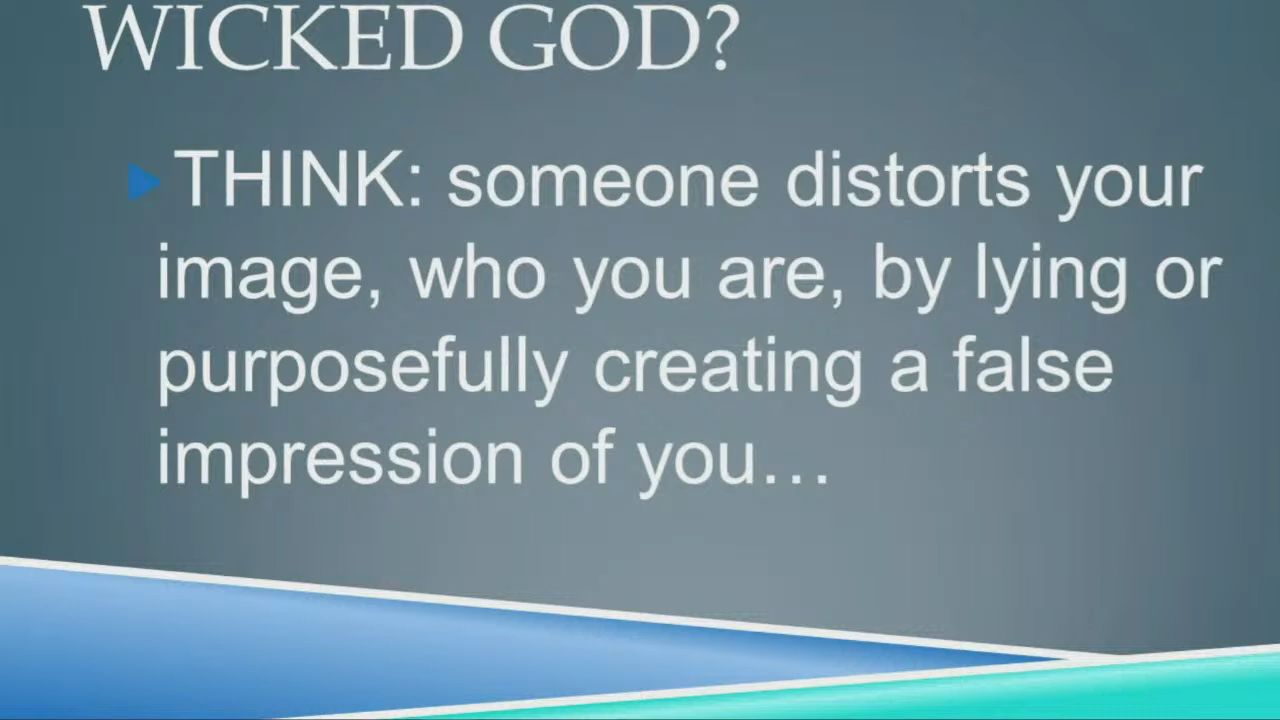 WICKED GOD?
THINK: someone distorts your
image, who you are, by lying or
purposefully creating a false
impression of you…